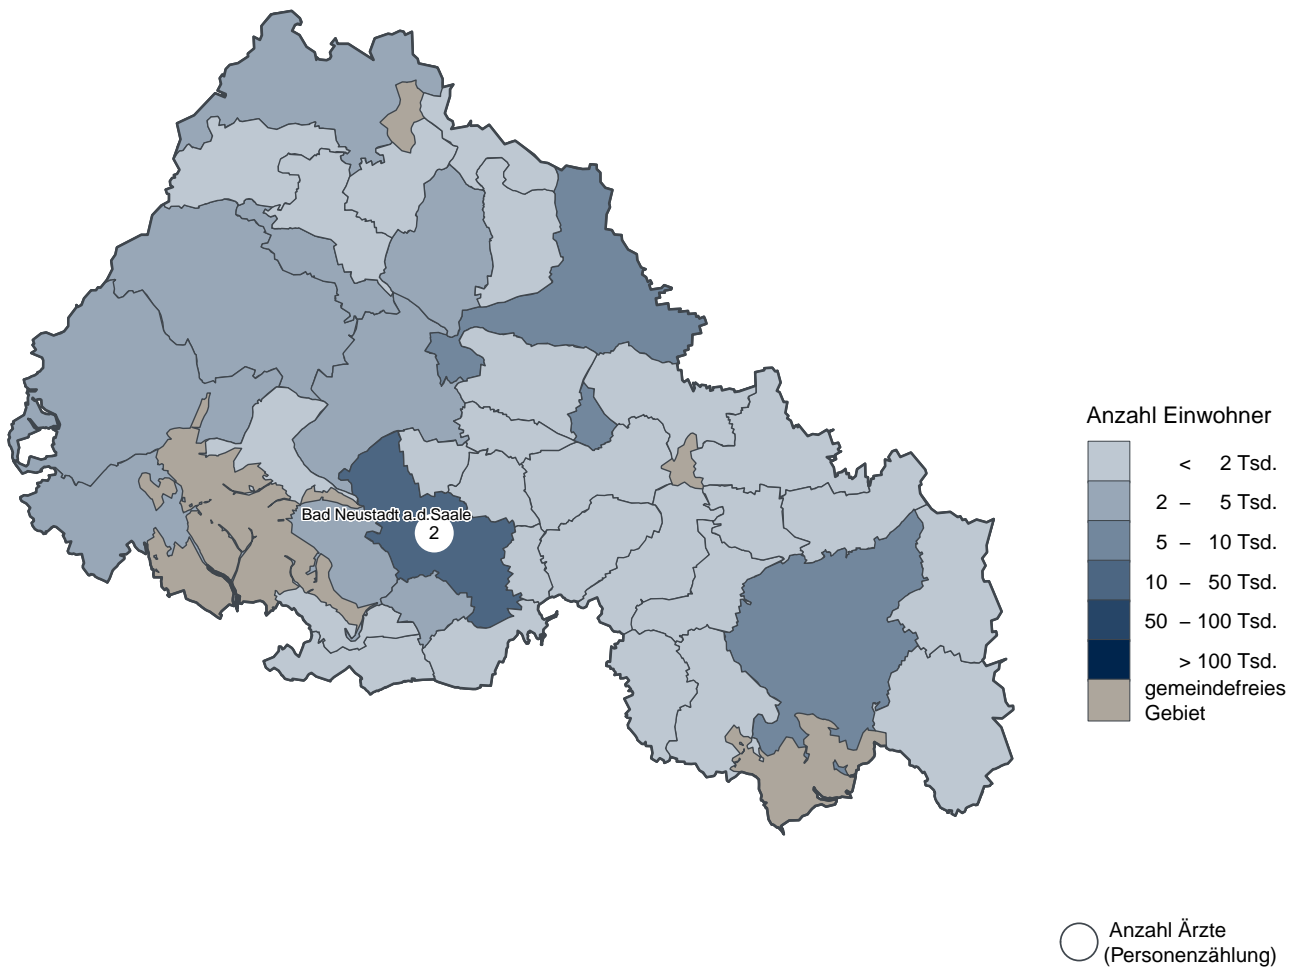 Bad Neustadt a.d.Saale
2
Anzahl Einwohner
< 2 Tsd.
2 – 5 Tsd.
5 – 10 Tsd.
10 – 50 Tsd.
50 – 100 Tsd.
> 100 Tsd.
gemeindefreies
Gebiet
Anzahl Ärzte
(Personenzählung)